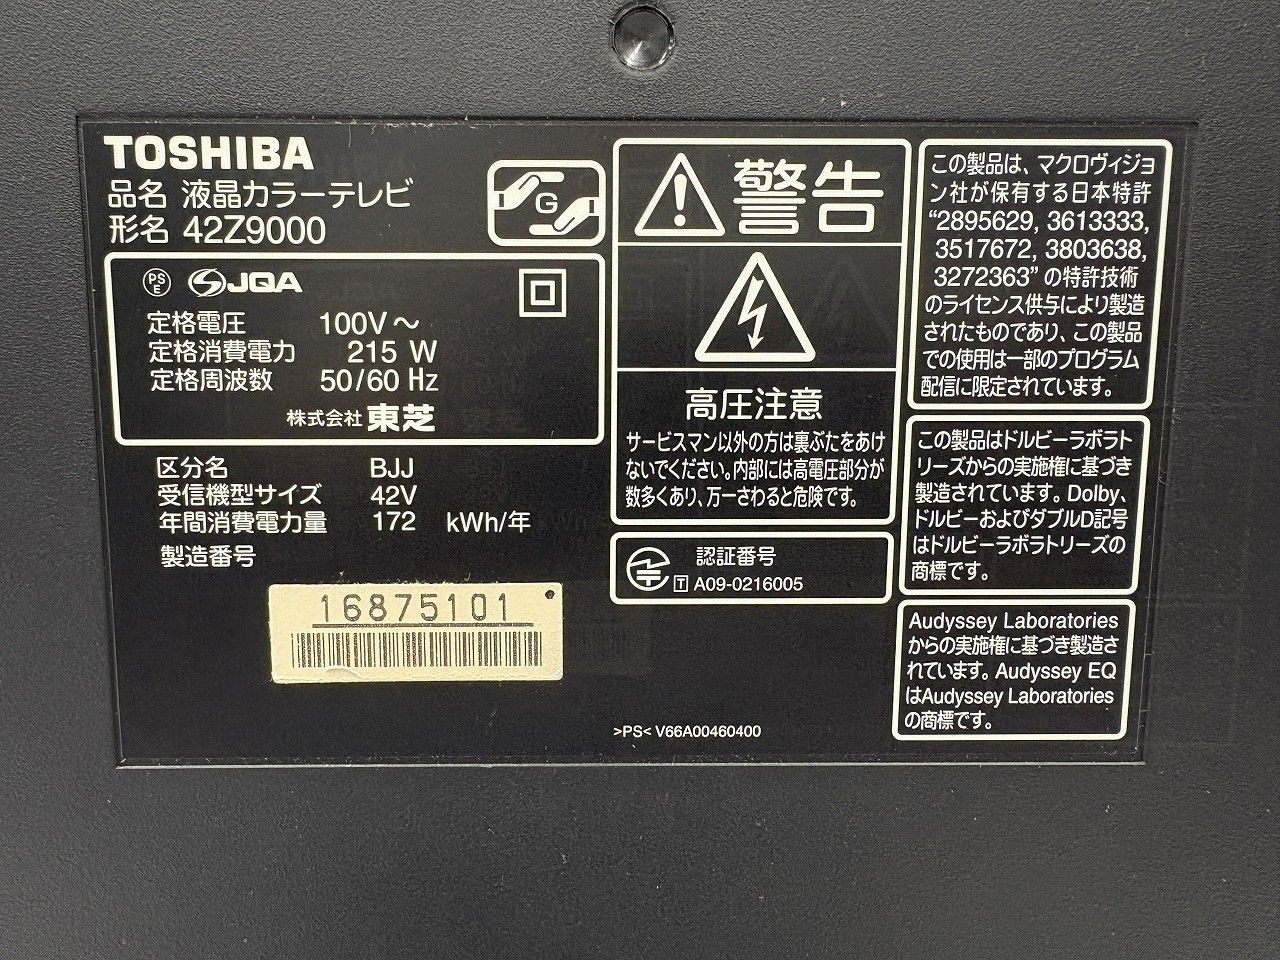 TOSHIBA
品名 液晶カラーテレビ
形名 42Z9000
G
PS
E
JQA
定格電圧 100V～
定格消費電力 215 W
定格周波数 50/60 Hz
株式会社 東芝
区分名 BJJ
受信機型サイズ 42V
年間消費電力量 172 kWh/年
製造番号
16875101
警告
高圧注意
サービスマン以外の方は裏ぶたをあけ
ないでください。内部には高電圧部分が
数多くあり、万一さわると危険です。
認証番号
T A09-0216005
>PS< V66A00460400
この製品は、マクロヴィジョ
ン社が保有する日本特許
“2895629, 3613333,
3517672, 3803638,
3272363” の特許技術
のライセンス供与により製造
されたものであり、この製品
での使用は一部のプログラム
配信に限定されています。
この製品はドルビーラボラト
リーズからの実施権に基づき
製造されています。Dolby、
ドルビーおよびダブルD記号
はドルビーラボラトリーズの
商標です。
Audyssey Laboratories
からの実施権に基づき製造さ
れています。Audyssey EQ
はAudyssey Laboratories
の商標です。